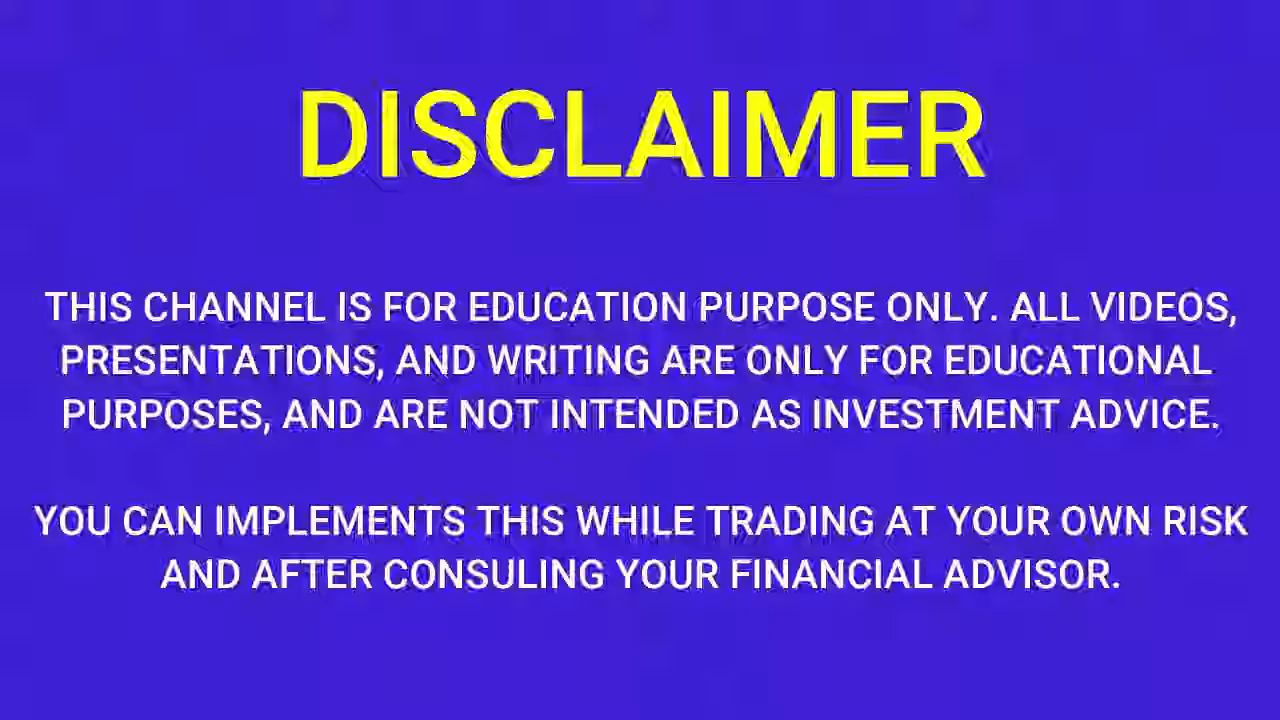 DISCLAIMER
THIS CHANNEL IS FOR EDUCATION PURPOSE ONLY. ALL VIDEOS,
PRESENTATIONS, AND WRITING ARE ONLY FOR EDUCATIONAL
PURPOSES, AND ARE NOT INTENDED AS INVESTMENT ADVICE.
YOU CAN IMPLEMENTS THIS WHILE TRADING AT YOUR OWN RISK
AND AFTER CONSULING YOUR FINANCIAL ADVISOR.